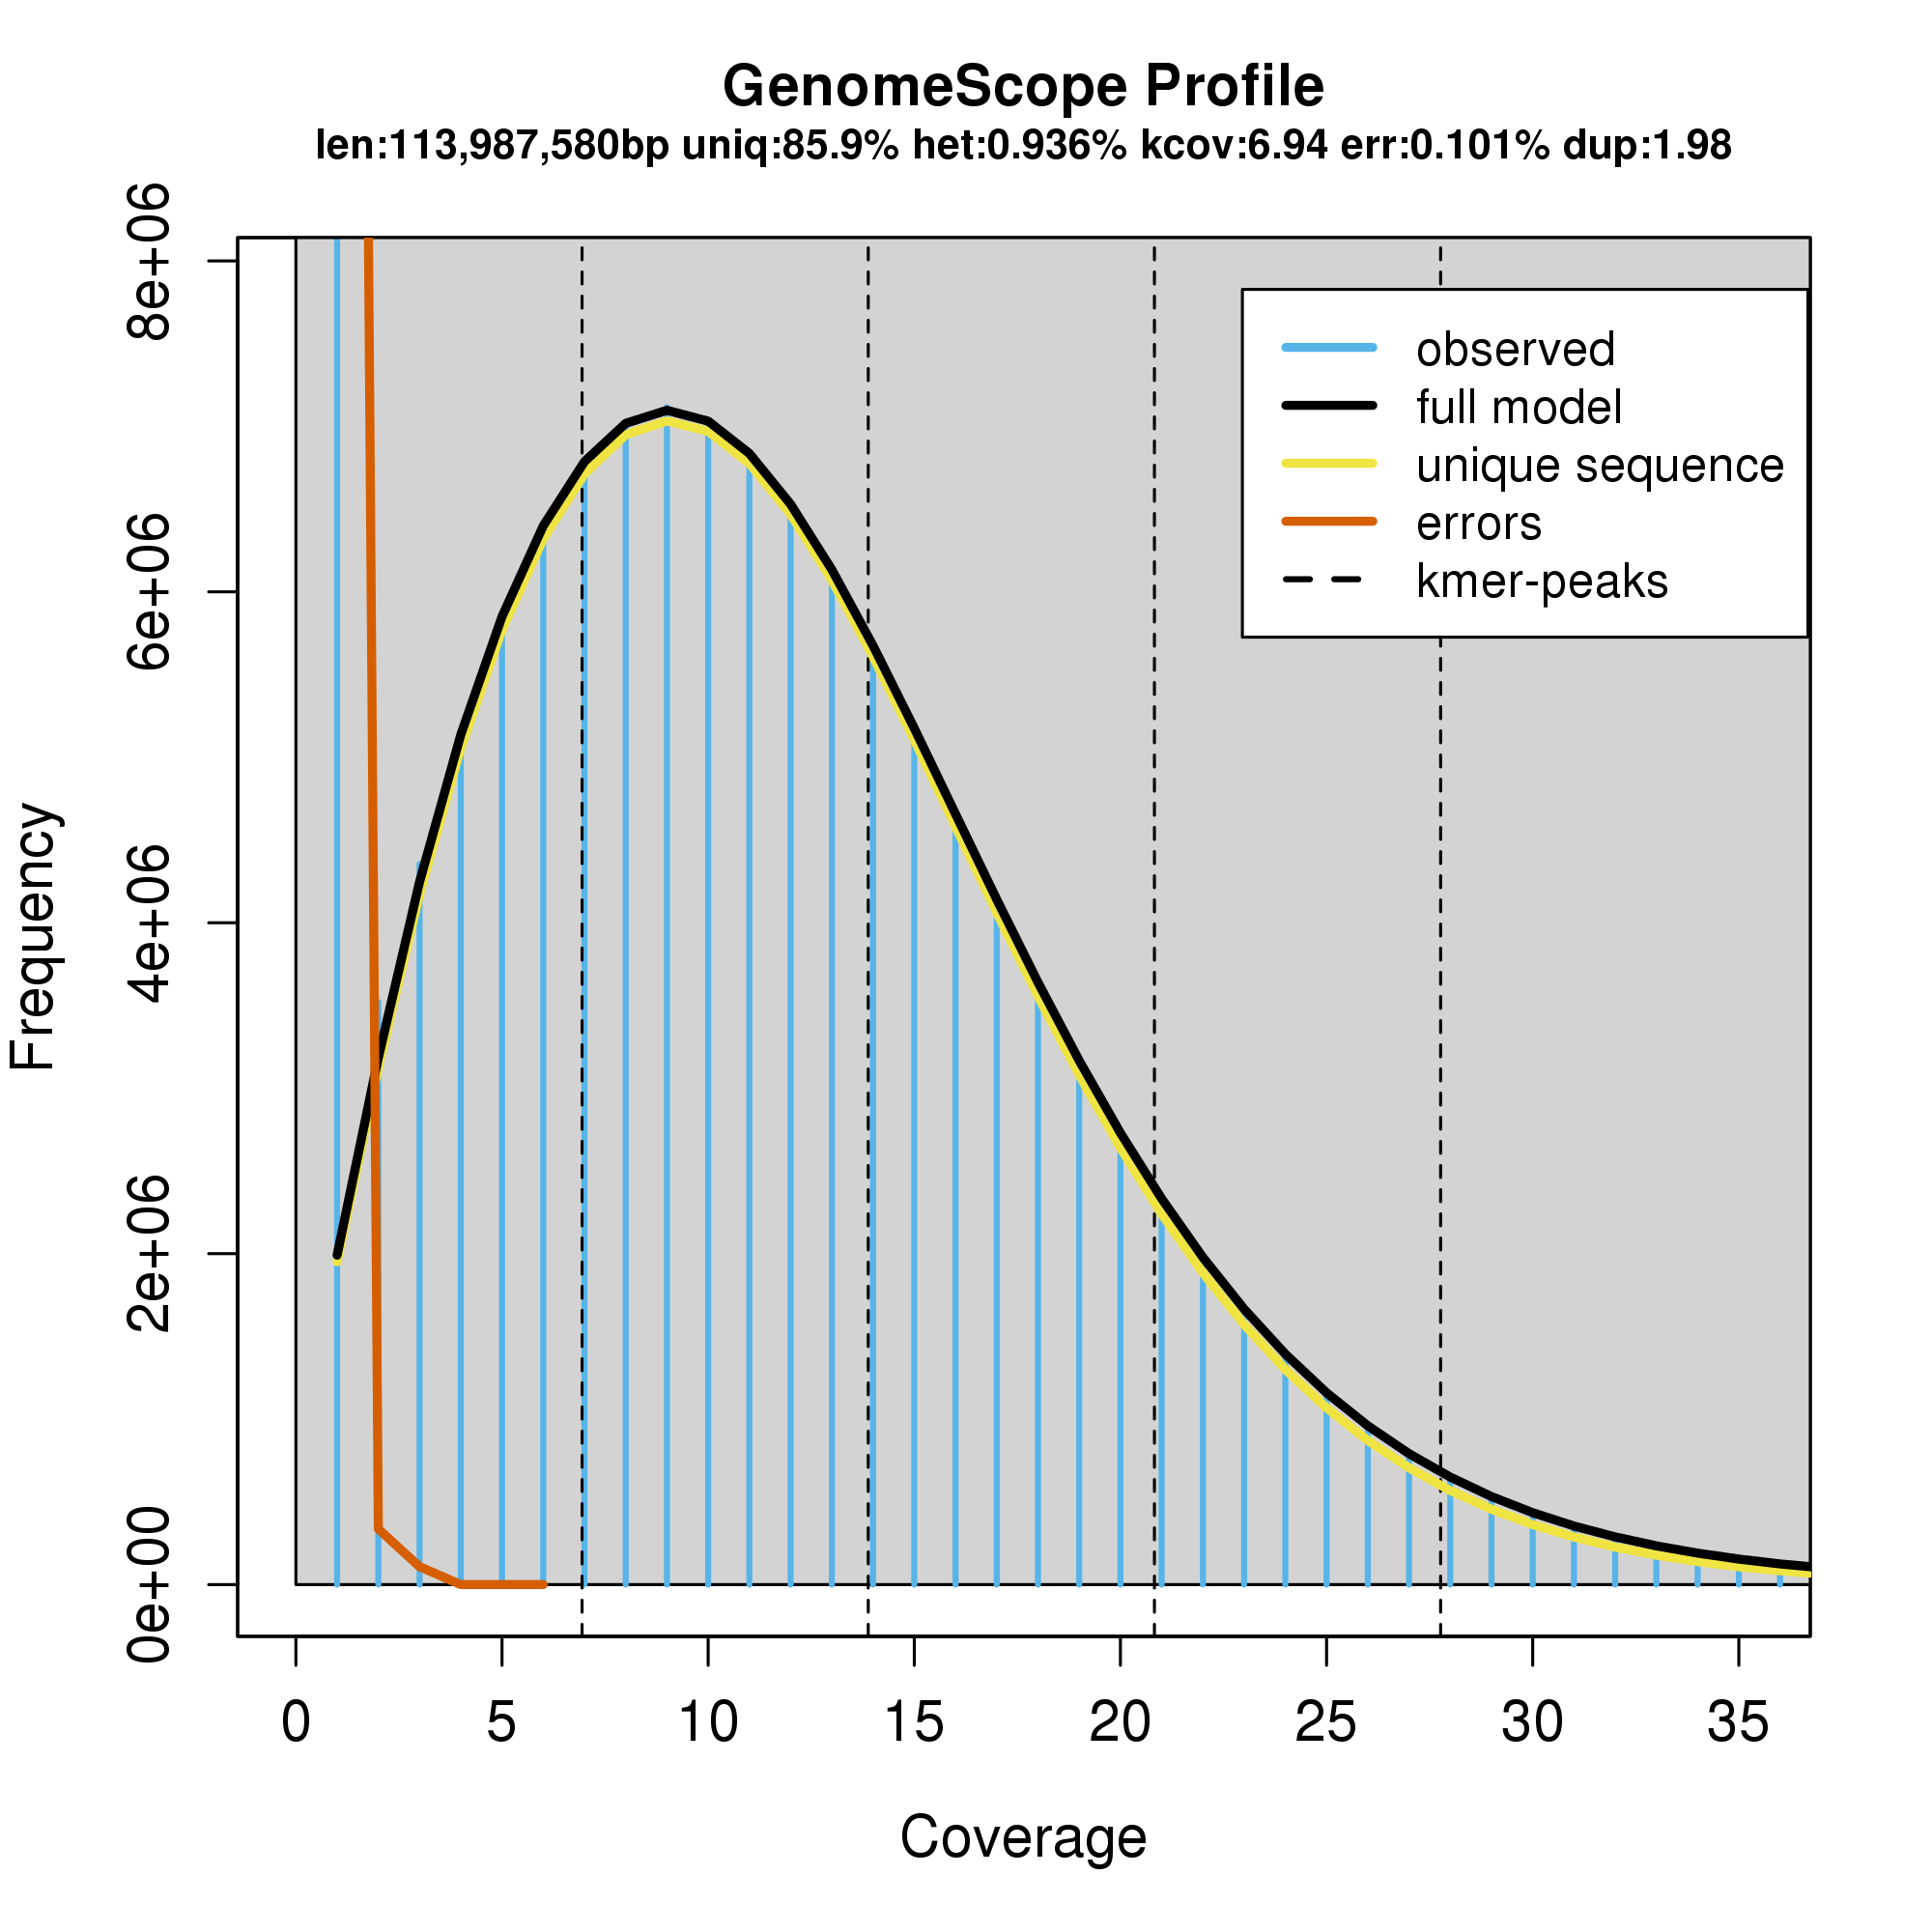 GenomeScope Profile
len:113,987,580bp uniq:85.9% het:0.936% kcov:6.94 err:0.101% dup:1.98
8e+06
6e+06
4e+06
2e+06
0e+00
Frequency
observed
full model
unique sequence
errors
kmer-peaks
0 5 10 15 20 25 30 35
Coverage